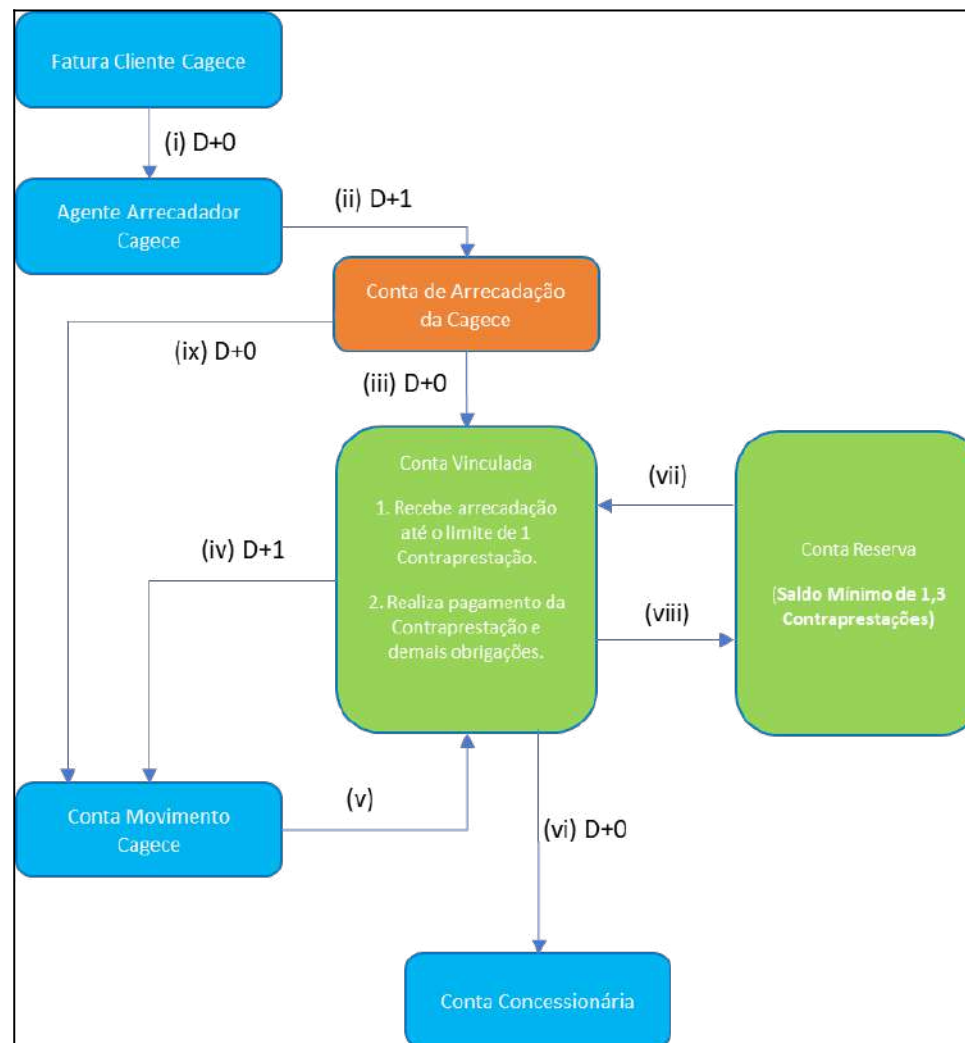 Fatura Cliente Cagece
(i) D+0
Agente Arrecadador
Cagece
(ii) D+1
Conta de Arrecadação
da Cagece
(ix) D+0
(iii) D+0
Conta Vinculada
1. Recebe arrecadação
até o limite de 1
Contraprestação.
2. Realiza pagamento da
Contraprestação e
demais obrigações.
(iv) D+1
(vii)
(viii)
Conta Reserva
(Saldo Mínimo de 1,3
Contraprestações)
Conta Movimento
Cagece
(v)
(vi) D+0
Conta Concessionária